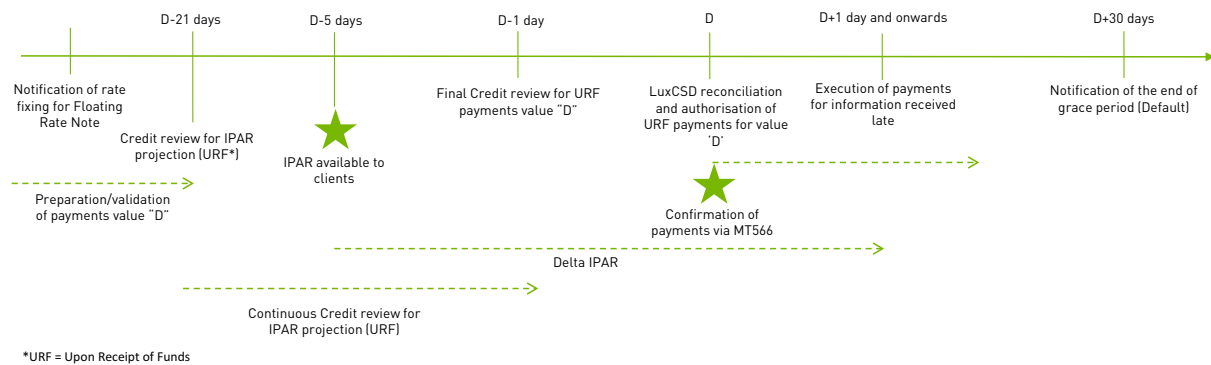 D-21 days
D-5 days
D-1 day
D
D+1 day and onwards
D+30 days
Notification of rate
fixing for Floating
Rate Note
Credit review for IPAR
projection (URF*)
IPAR available to
clients
Final Credit review for URF
payments value “D”
LuxCSD reconciliation
and authorisation of
URF payments for value
‘D’
Execution of payments
for information received
late
Notification of the end of
grace period (Default)
Preparation/validation
of payments value “D”
Confirmation of
payments via MT566
Delta IPAR
Continuous Credit review for
IPAR projection (URF)
*URF = Upon Receipt of Funds